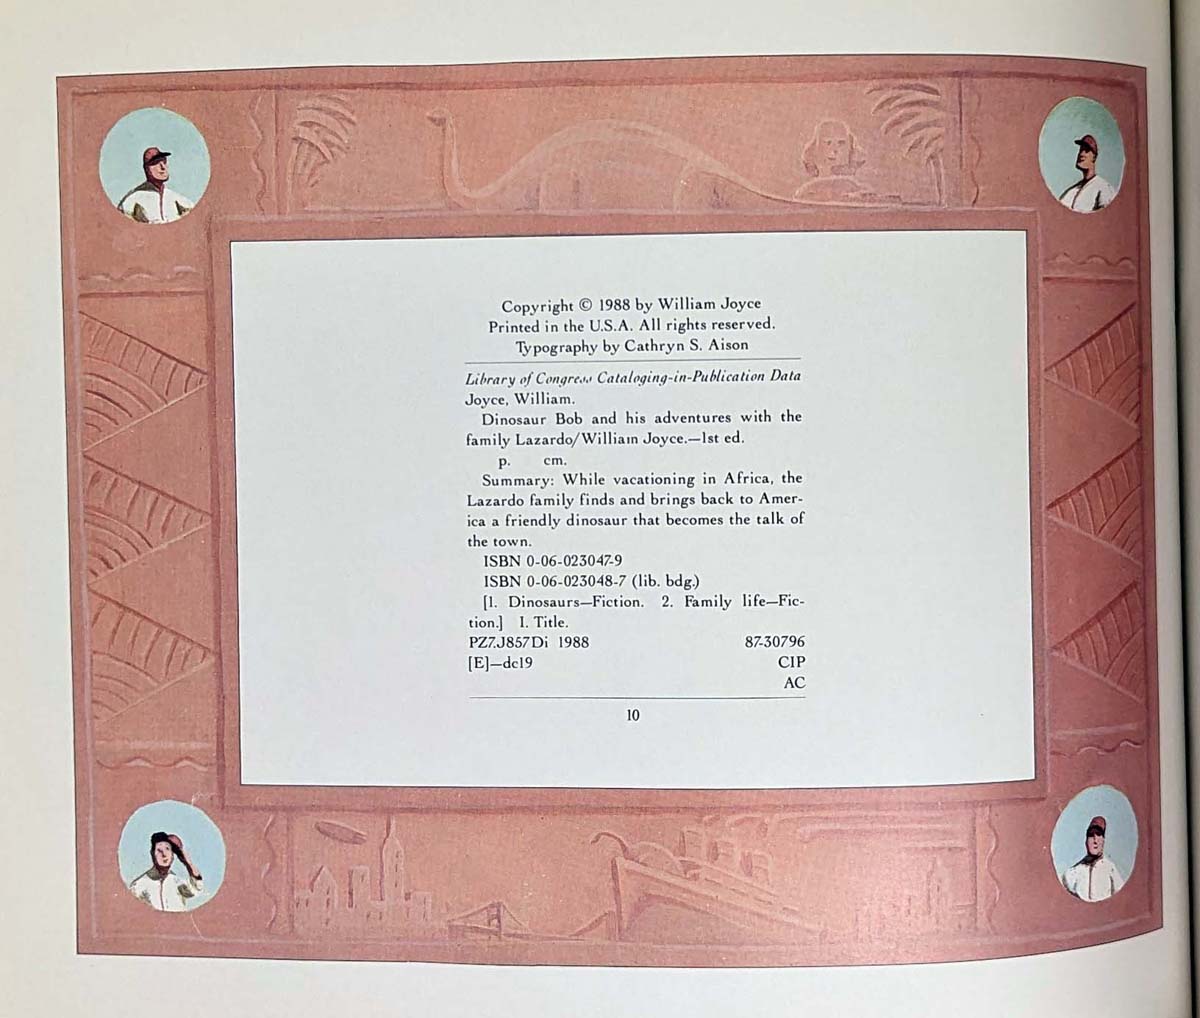 Copyright © 1988 by William Joyce
Printed in the U.S.A. All rights reserved.
Typography by Cathryn S. Aison
Library of Congress Cataloging-in-Publication Data
Joyce, William.
Dinosaur Bob and his adventures with the
family Lazardo/William Joyce.—1st ed.
p. cm.
Summary: While vacationing in Africa, the
Lazardo family finds and brings back to Amer-
ica a friendly dinosaur that becomes the talk of
the town.
ISBN 0-06-023047-9
ISBN 0-06-023048-7 (lib. bdg.)
[1. Dinosaurs—Fiction. 2. Family life—Fic-
tion.] I. Title.
PZ7.J857Di 1988 87-30796
[E]—dc19 CIP
AC
10